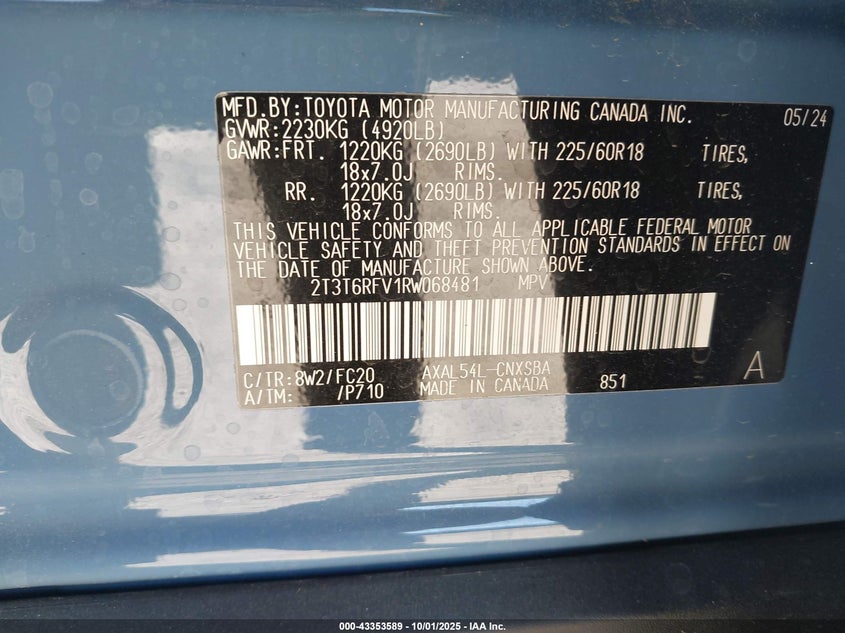 MFD.BY:TOYOTA MOTOR MANUFACTURING CANADA INC. 05/24
GVWR:2230KG (4920LB)
GAWR:FRT. 1220KG (2690LB) WITH 225/60R18 TIRES,
18x7.0J RIMS.
RR. 1220KG (2690LB) WITH 225/60R18 TIRES,
18x7.0J RIMS.
THIS VEHICLE CONFORMS TO ALL APPLICABLE FEDERAL MOTOR
VEHICLE SAFETY AND THEFT PREVENTION STANDARDS IN EFFECT ON
THE DATE OF MANUFACTURE SHOWN ABOVE.
2T3T6RFV1RW068481 MPV
C/TR:8W2/FC20 AXAL54L-CNXSBA A
A/TM: /P710 MADE IN CANADA 851
000-43353589 - 10/01/2025 - IAA Inc.